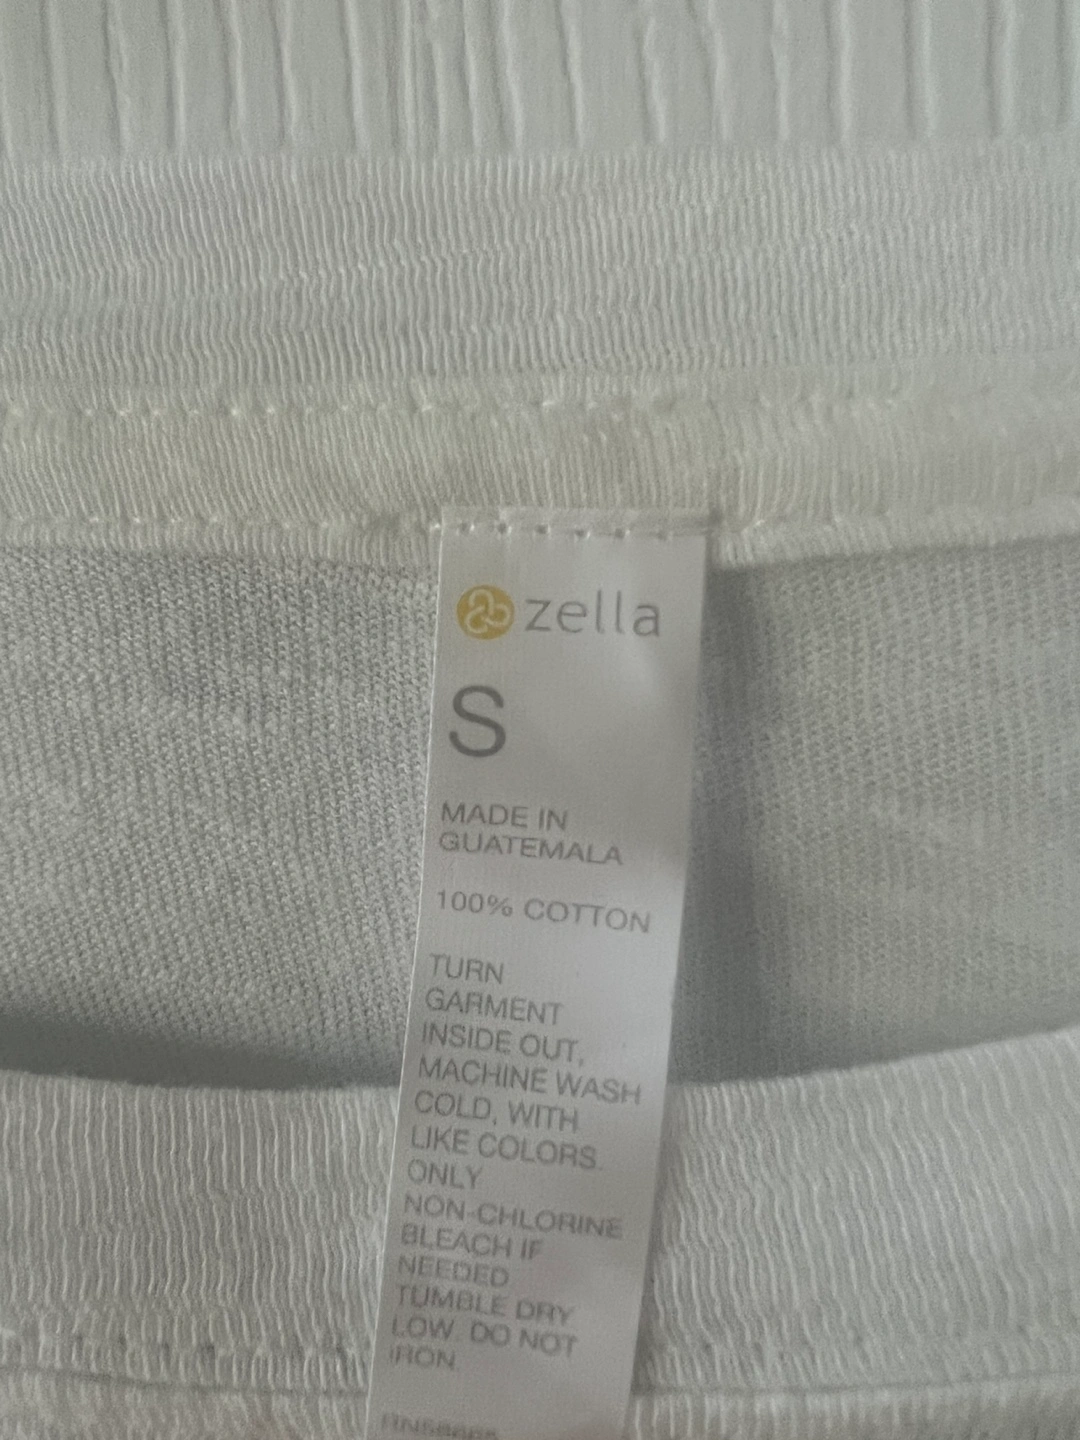 zella
S
MADE IN
GUATEMALA
100% COTTON
TURN
GARMENT
INSIDE OUT,
MACHINE WASH
COLD, WITH
LIKE COLORS.
ONLY
NON-CHLORINE
BLEACH IF
NEEDED
TUMBLE DRY
LOW. DO NOT
IRON.